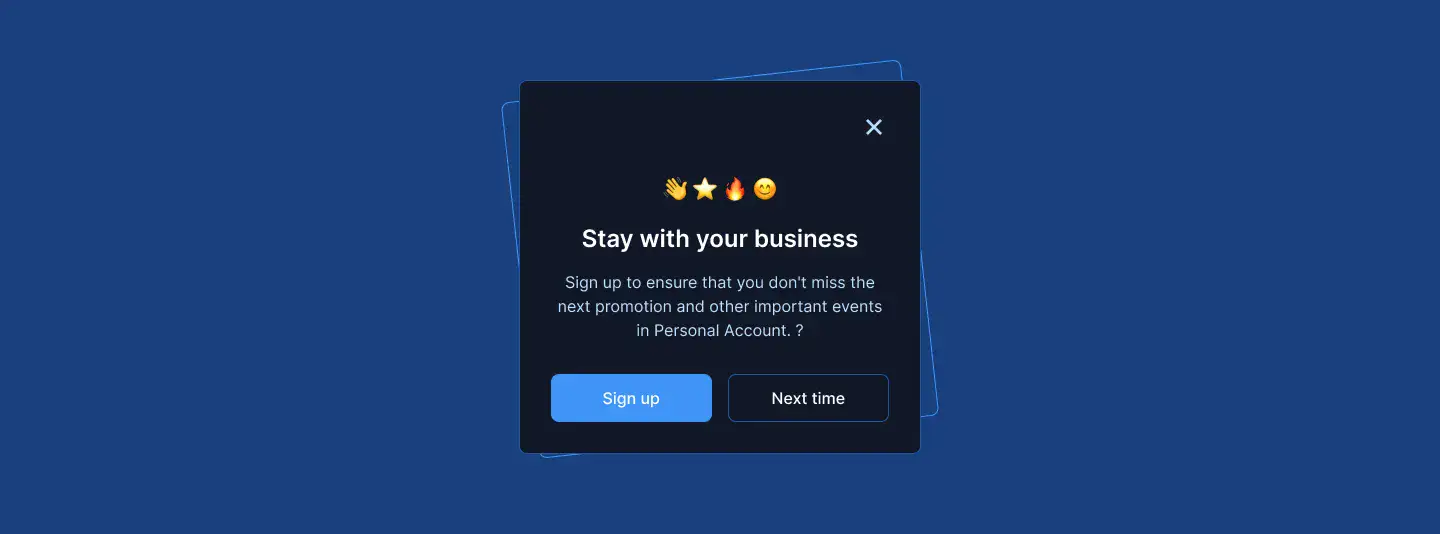 👋⭐🔥😊
Stay with your business
Sign up to ensure that you don't miss the
next promotion and other important events
in Personal Account. ?
Sign up
Next time